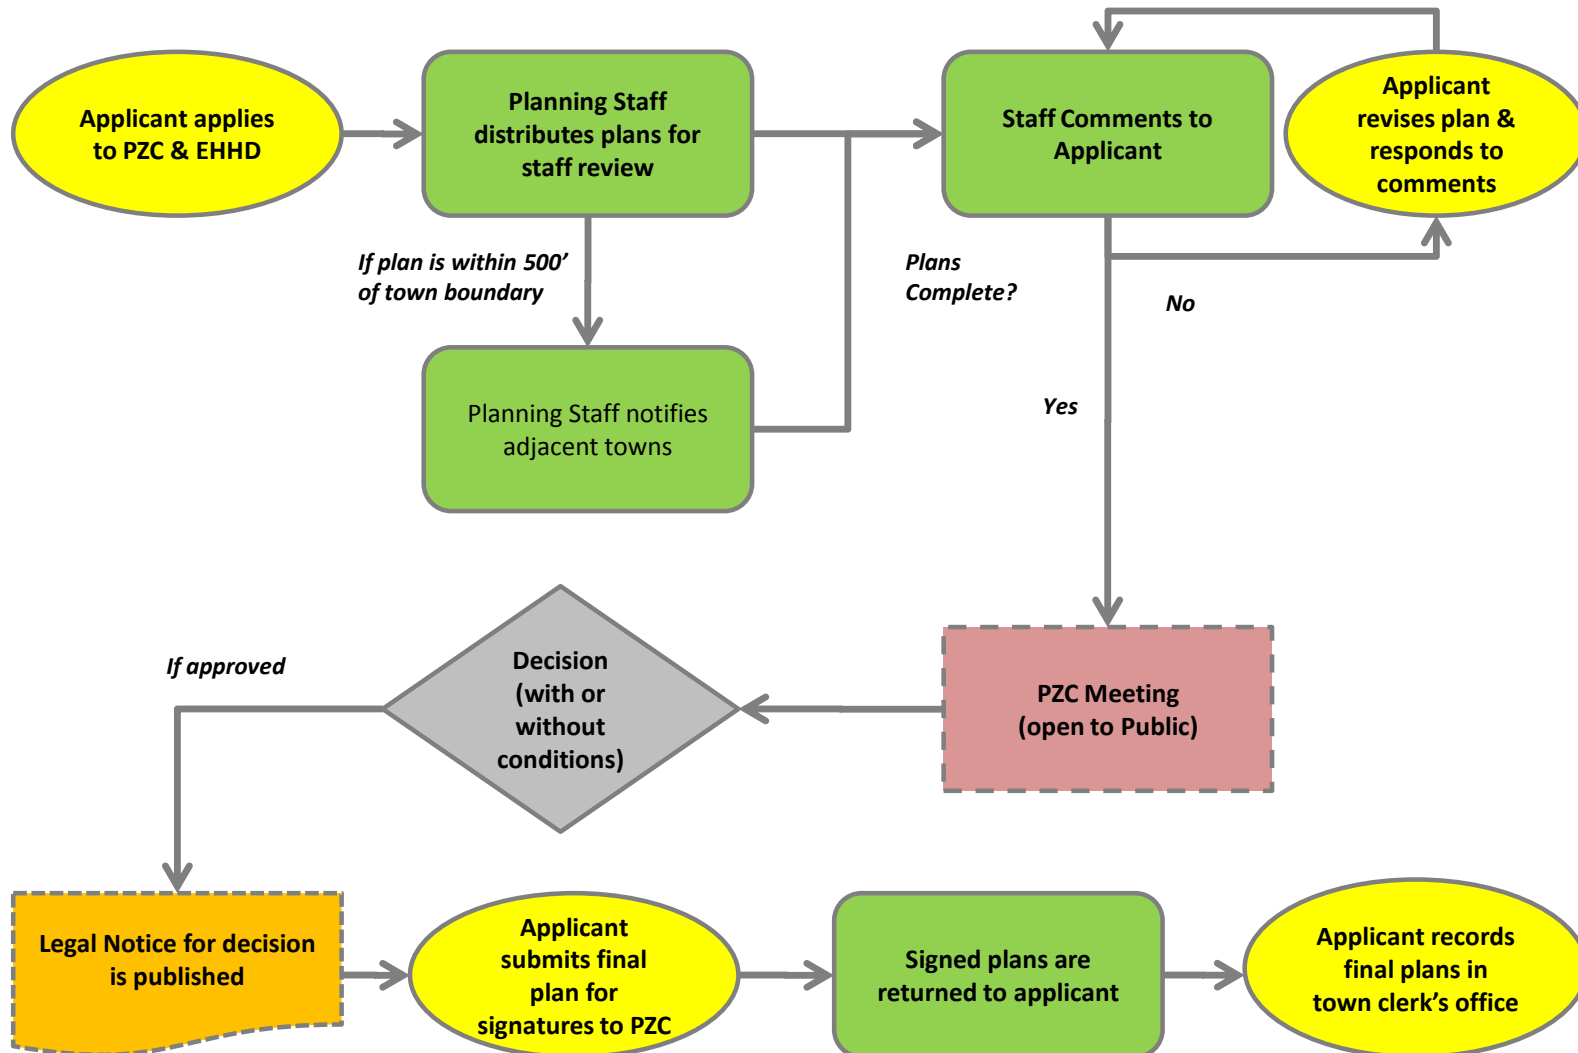 Applicant applies
to PZC & EHHD
Planning Staff
distributes plans for
staff review
Staff Comments to
Applicant
Applicant
revises plan &
responds to
comments
If plan is within 500’
of town boundary
Plans
Complete?
No
Planning Staff notifies
adjacent towns
Yes
If approved
Decision
(with or
without
conditions)
PZC Meeting
(open to Public)
Legal Notice for decision
is published
Applicant
submits final
plan for
signatures to PZC
Signed plans are
returned to applicant
Applicant records
final plans in
town clerk’s office